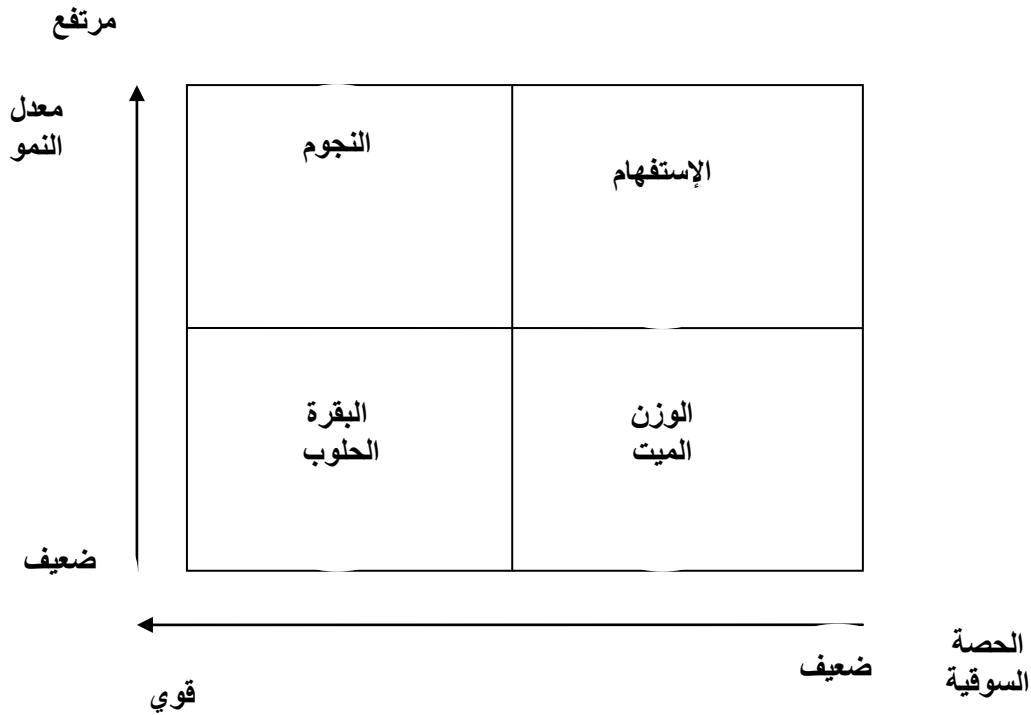 مرتفع
معدل
النمو
النجوم
الإستفهام
البقرة
الحلوب
الوزن
الميت
ضعيف
الحصة
السوقية
ضعيف
قوي